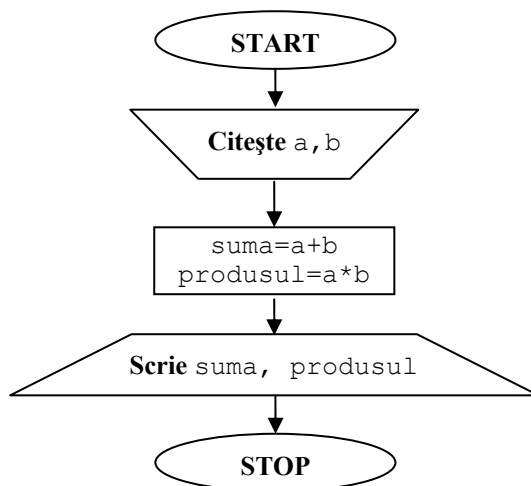 START
Citeşte a,b
suma=a+b
produsul=a*b
Scrie suma, produsul
STOP